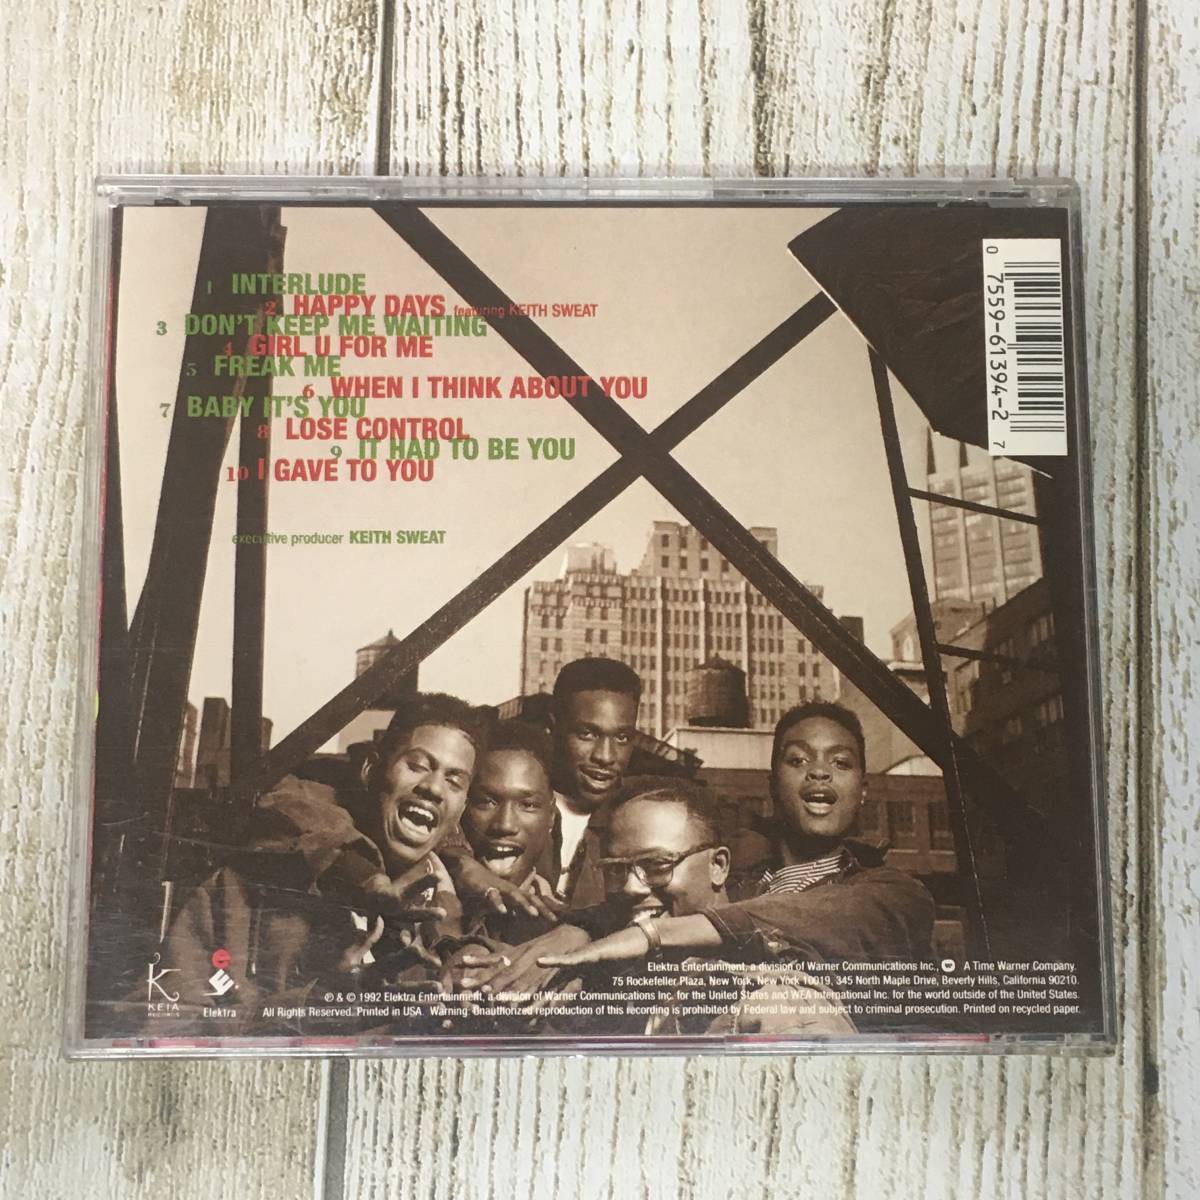 1 INTERLUDE
2 HAPPY DAYS featuring KEITH SWEAT
3 DON'T KEEP ME WAITING
4 GIRL U FOR ME
5 FREAK ME
6 WHEN I THINK ABOUT YOU
7 BABY IT'S YOU
8 LOSE CONTROL
9 IT HAD TO BE YOU
10 I GAVE TO YOU
executive producer KEITH SWEAT
0 7559-61394-2 7
K
KEIA
RECORDS
e
E
Elektra
Elektra Entertainment, a division of Warner Communications Inc., A Time Warner Company.
75 Rockefeller Plaza, New York, New York 10019, 345 North Maple Drive, Beverly Hills, California 90210.
℗ & © 1992 Elektra Entertainment, a division of Warner Communications Inc. for the United States and WEA International Inc. for the world outside of the United States.
All Rights Reserved. Printed in USA. Warning: Unauthorized reproduction of this recording is prohibited by Federal law and subject to criminal prosecution. Printed on recycled paper.